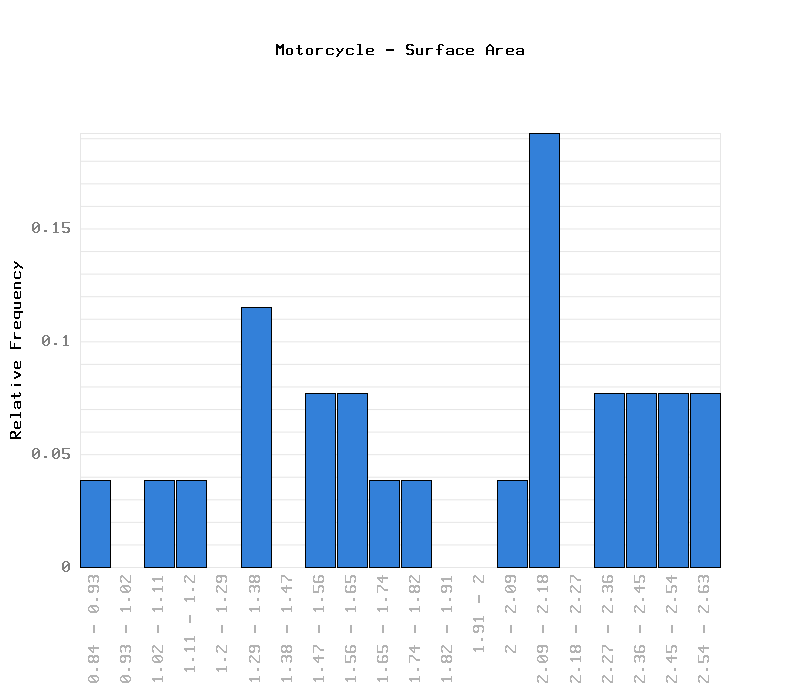 Motorcycle - Surface Area
Relative Frequency
0.15
0.1
0.05
0
0.84 - 0.93
0.93 - 1.02
1.02 - 1.11
1.11 - 1.2
1.2 - 1.29
1.29 - 1.38
1.38 - 1.47
1.47 - 1.56
1.56 - 1.65
1.65 - 1.74
1.74 - 1.82
1.82 - 1.91
1.91 - 2
2 - 2.09
2.09 - 2.18
2.18 - 2.27
2.27 - 2.36
2.36 - 2.45
2.45 - 2.54
2.54 - 2.63